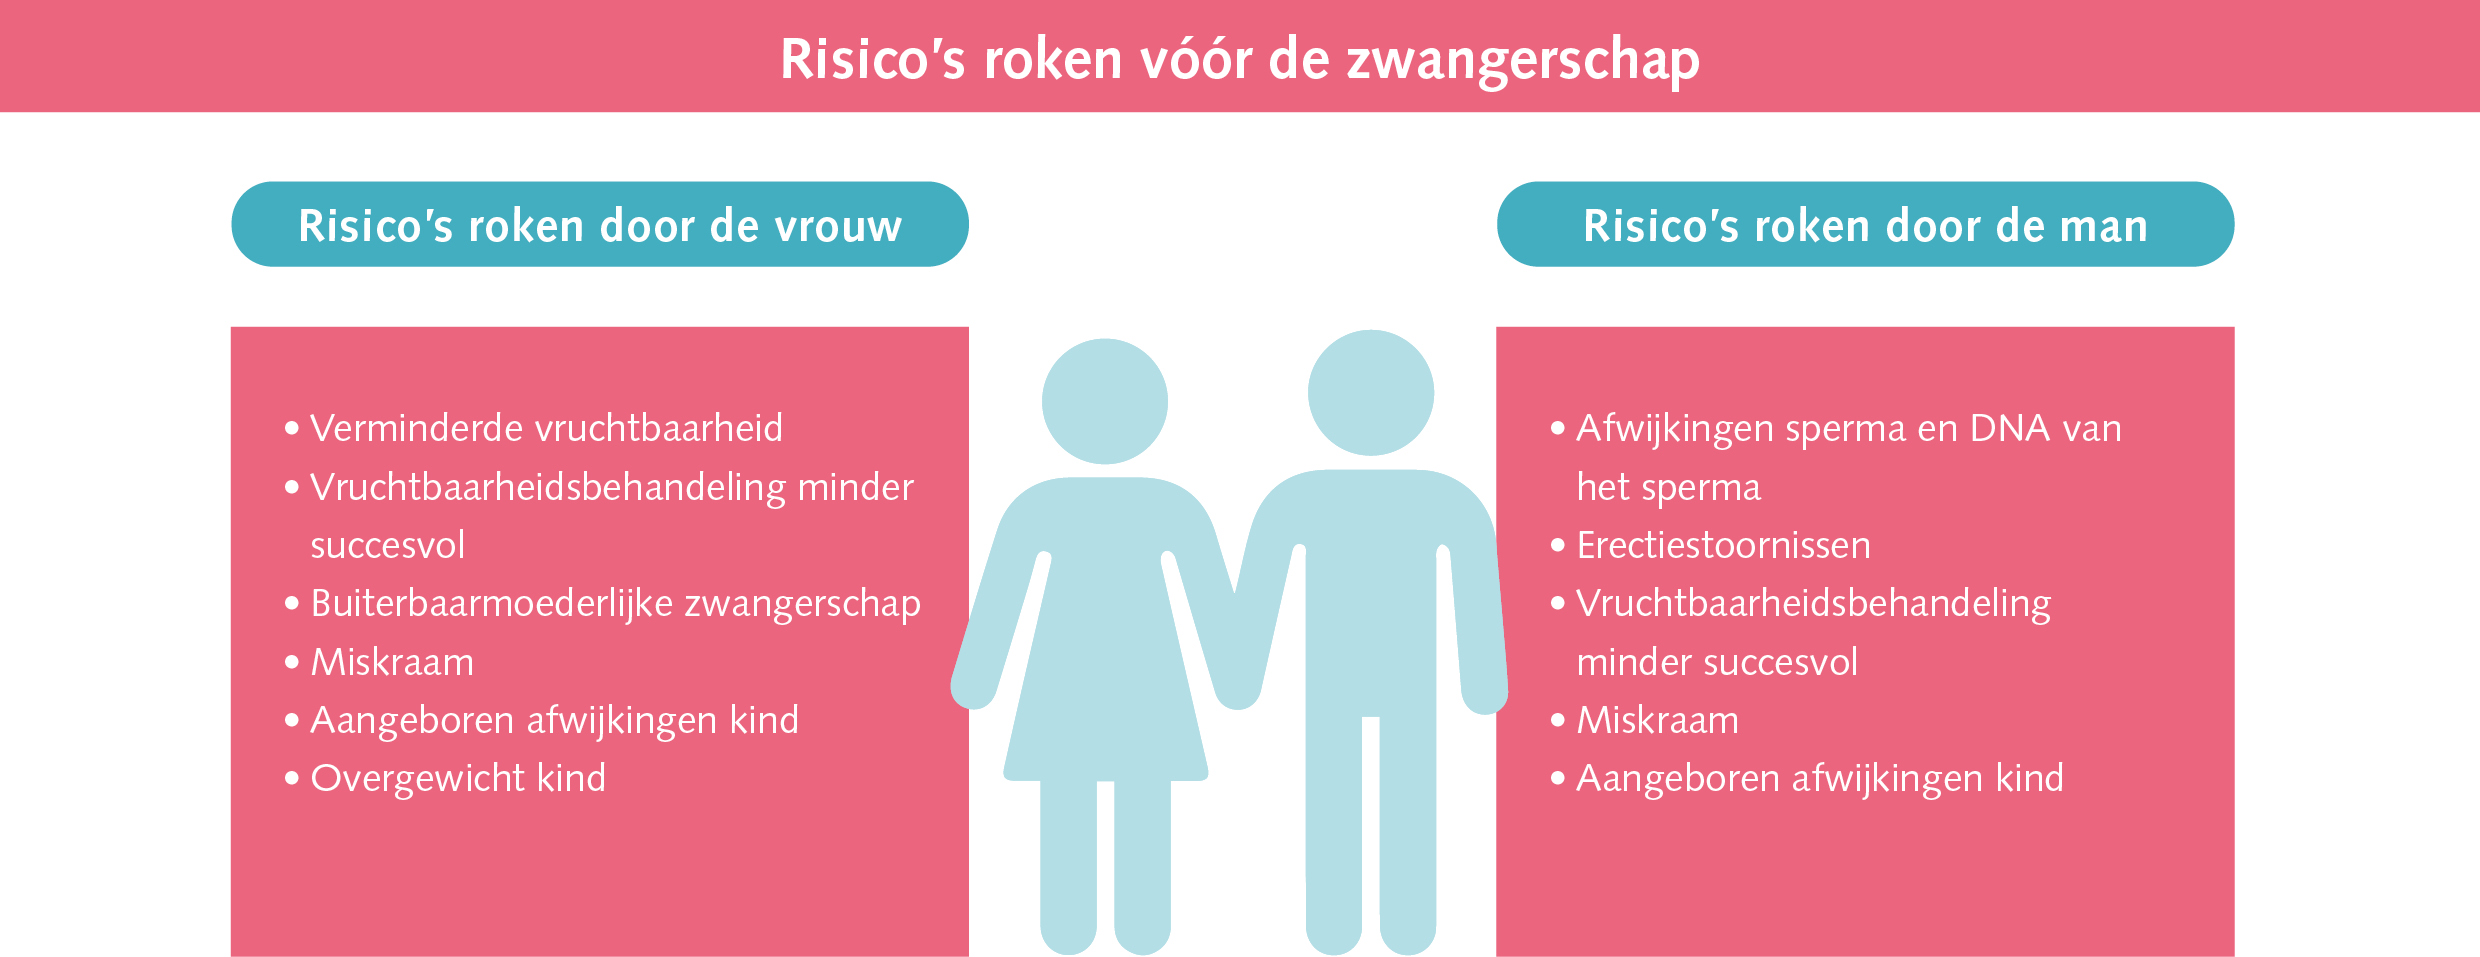 Risico’s roken vóór de zwangerschap
Risico’s roken door de vrouw
• Verminderde vruchtbaarheid
• Vruchtbaarheidsbehandeling minder
succesvol
• Buiterbaarmoederlijke zwangerschap
• Miskraam
• Aangeboren afwijkingen kind
• Overgewicht kind
Risico’s roken door de man
• Afwijkingen sperma en DNA van
het sperma
• Erectiestoornissen
• Vruchtbaarheidsbehandeling
minder succesvol
• Miskraam
• Aangeboren afwijkingen kind